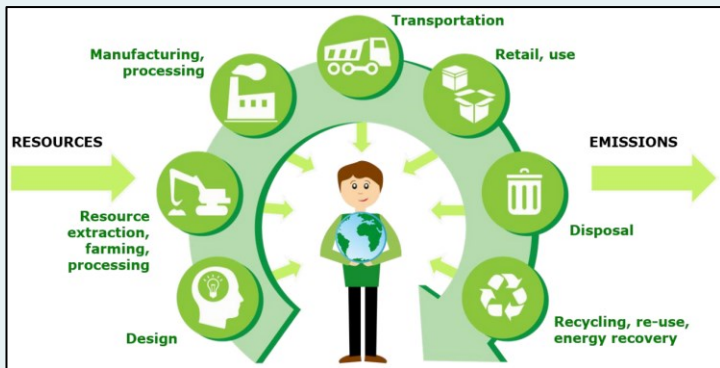 Transportation
Manufacturing,
processing
Retail, use
RESOURCES
EMISSIONS
Resource
extraction,
farming,
processing
Disposal
Design
Recycling, re-use,
energy recovery